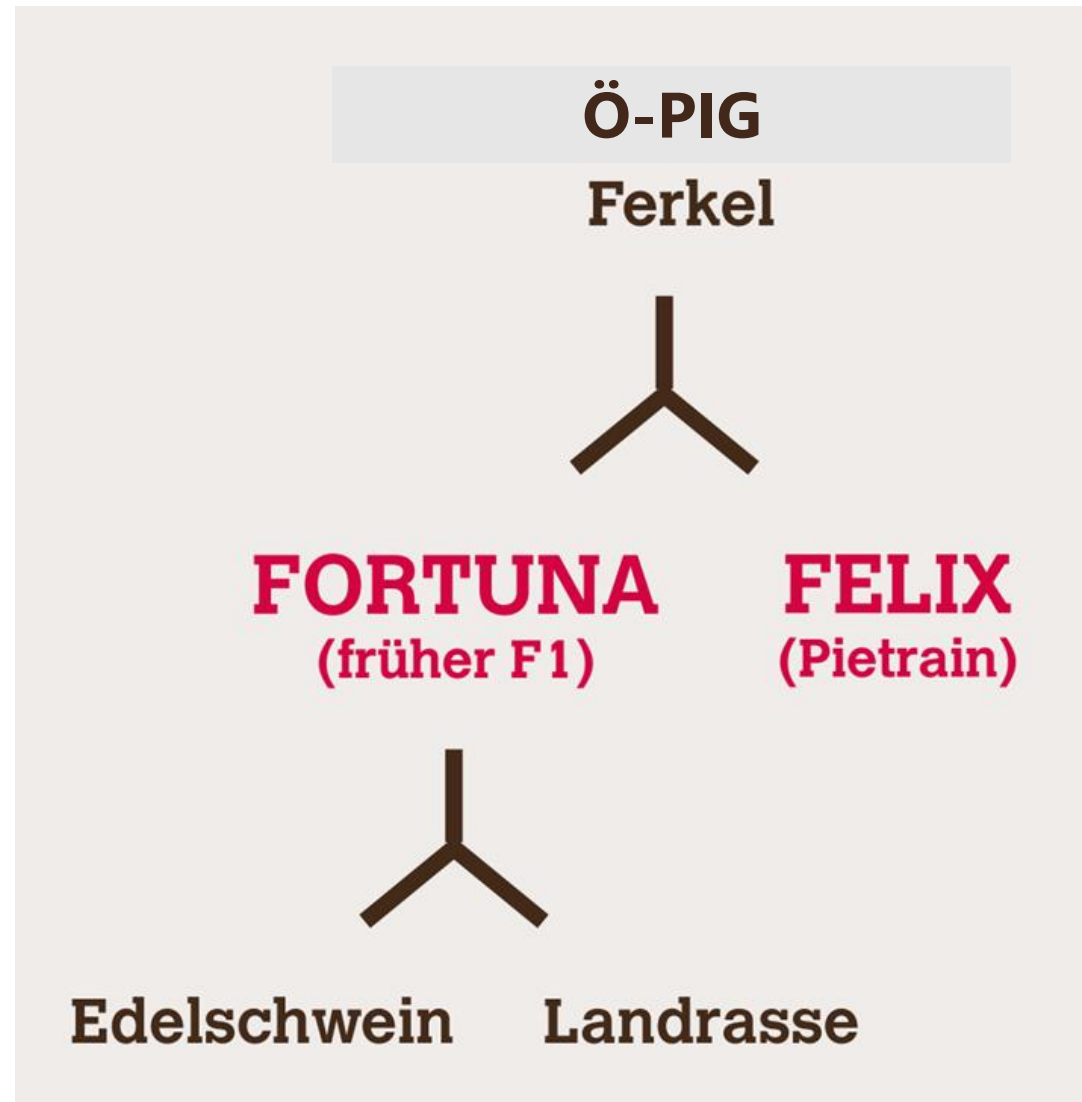 Ö-PIG
Ferkel
FORTUNA FELIX
(früher F1) (Pietrain)
Edelschwein Landrasse